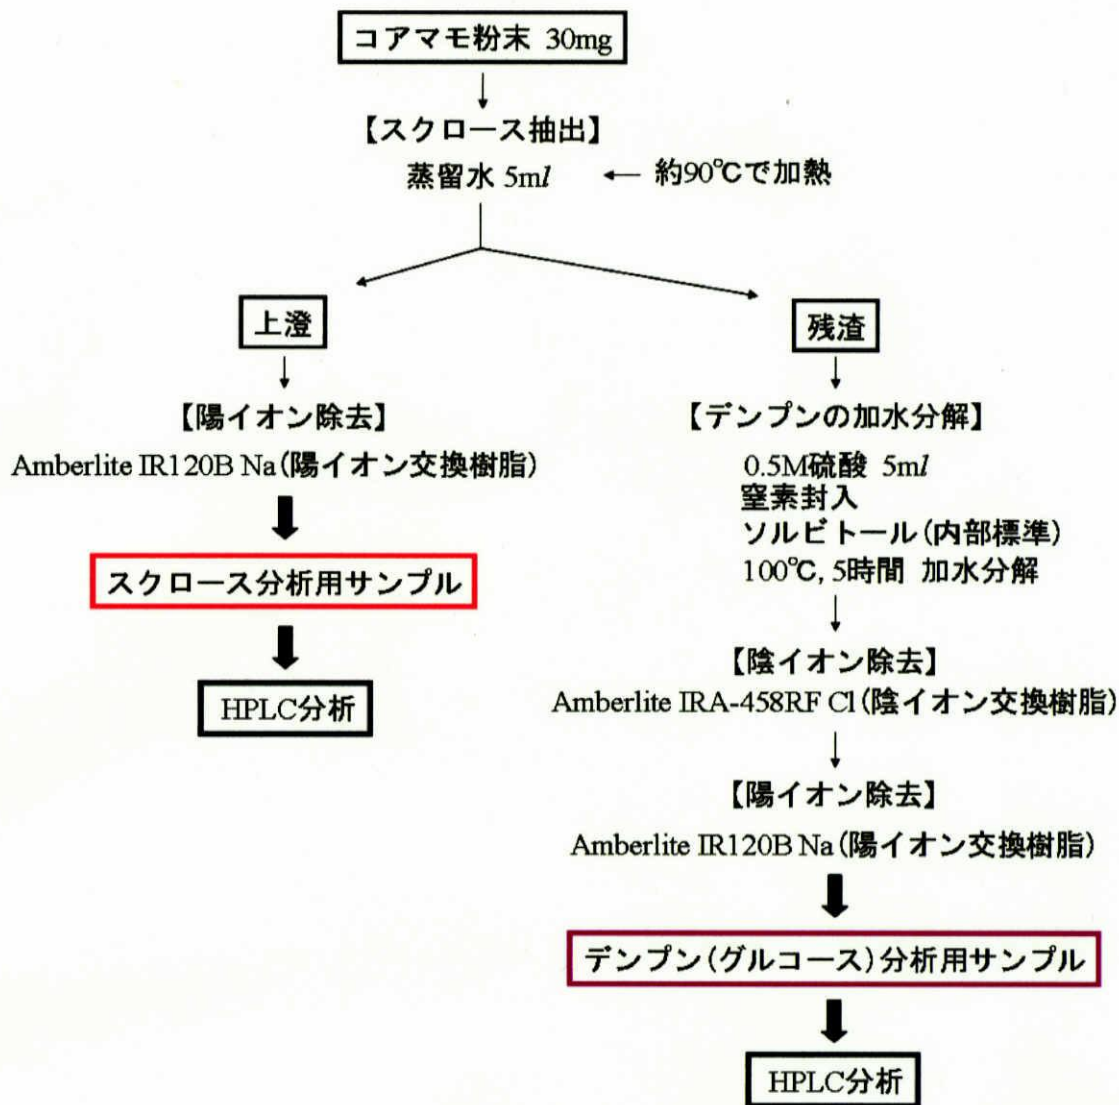 コアマモ粉末 30mg
【スクロース抽出】
蒸留水 5ml ← 約90℃で加熱
上澄
【陽イオン除去】
Amberlite IR120B Na(陽イオン交換樹脂)
スクロース分析用サンプル
HPLC分析
残渣
【デンプンの加水分解】
0.5M硫酸 5ml
窒素封入
ソルビトール(内部標準)
100℃, 5時間 加水分解
【陰イオン除去】
Amberlite IRA-458RF Cl(陰イオン交換樹脂)
【陽イオン除去】
Amberlite IR120B Na(陽イオン交換樹脂)
デンプン(グルコース)分析用サンプル
HPLC分析